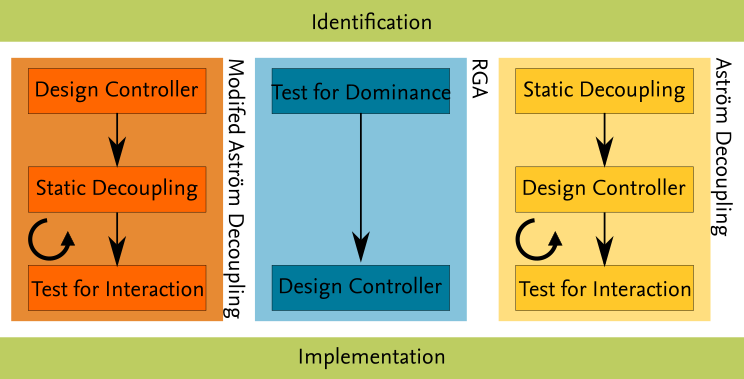 Identification
Design Controller
Static Decoupling
Test for Interaction
Modifed Aström Decoupling
Test for Dominance
Design Controller
RGA
Static Decoupling
Design Controller
Test for Interaction
Aström Decoupling
Implementation